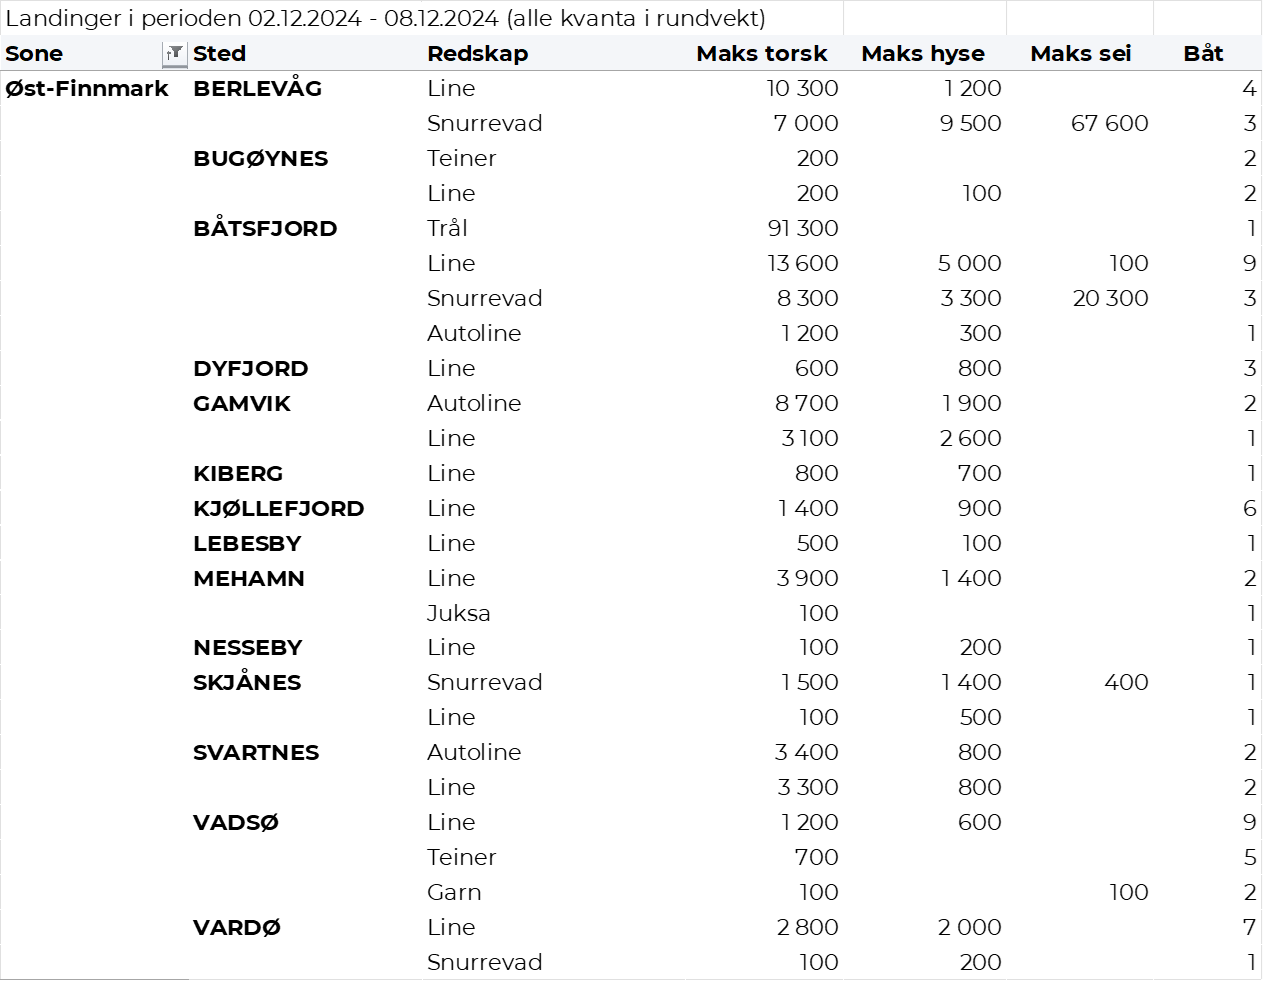 Landinger i perioden 02.12.2024 - 08.12.2024 (alle kvanta i rundvekt)
Sone Sted Redskap Maks torsk Maks hyse Maks sei Båt
Øst-Finnmark BERLEVÅG Line 10 300 1 200 4
Snurrevad 7 000 9 500 67 600 3
BUGØYNES Teiner 200 2
Line 200 100 2
BÅTSFJORD Trål 91 300 1
Line 13 600 5 000 100 9
Snurrevad 8 300 3 300 20 300 3
Autoline 1 200 300 1
DYFJORD Line 600 800 3
GAMVIK Autoline 8 700 1 900 2
Line 3 100 2 600 1
KIBERG Line 800 700 1
KJØLLEFJORD Line 1 400 900 6
LEBESBY Line 500 100 1
MEHAMN Line 3 900 1 400 2
Juksa 100 1
NESSEBY Line 100 200 1
SKJÅNES Snurrevad 1 500 1 400 400 1
Line 100 500 1
SVARTNES Autoline 3 400 800 2
Line 3 300 800 2
VADSØ Line 1 200 600 9
Teiner 700 5
Garn 100 100 2
VARDØ Line 2 800 2 000 7
Snurrevad 100 200 1